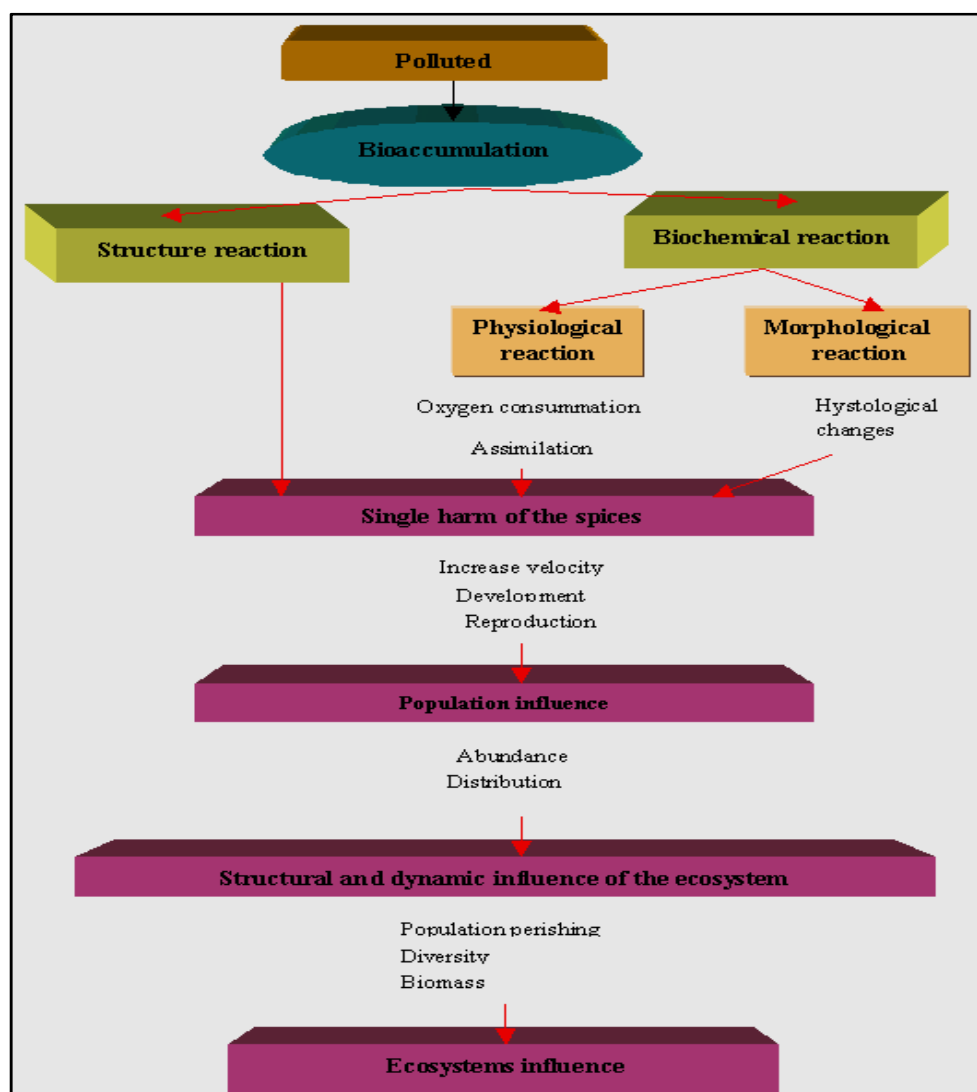 Polluted
Bioaccumulation
Structure reaction
Biochemical reaction
Physiological
reaction
Morphological
reaction
Oxygen consummation
Assimilation
Hystological
changes
Single harm of the spices
Increase velocity
Development
Reproduction
Population influence
Abundance
Distribution
Structural and dynamic influence of the ecosystem
Population perishing
Diversity
Biomass
Ecosystems influence